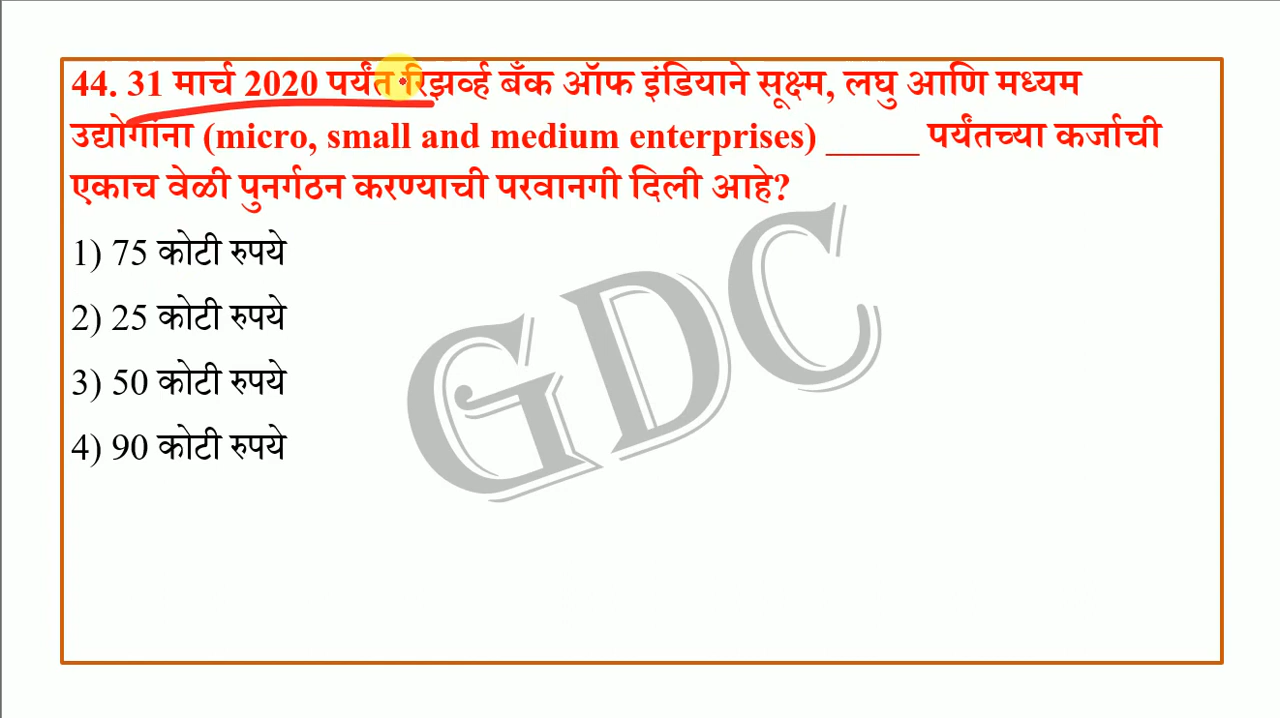 44. 31 मार्च 2020 पर्यंत रिझर्व्ह बँक ऑफ इंडियाने सूक्ष्म, लघु आणि मध्यम
उद्योगांना (micro, small and medium enterprises) _____ पर्यंतच्या कर्जाची
एकाच वेळी पुनर्गठन करण्याची परवानगी दिली आहे?
1) 75 कोटी रुपये
2) 25 कोटी रुपये
3) 50 कोटी रुपये
4) 90 कोटी रुपये
GDC